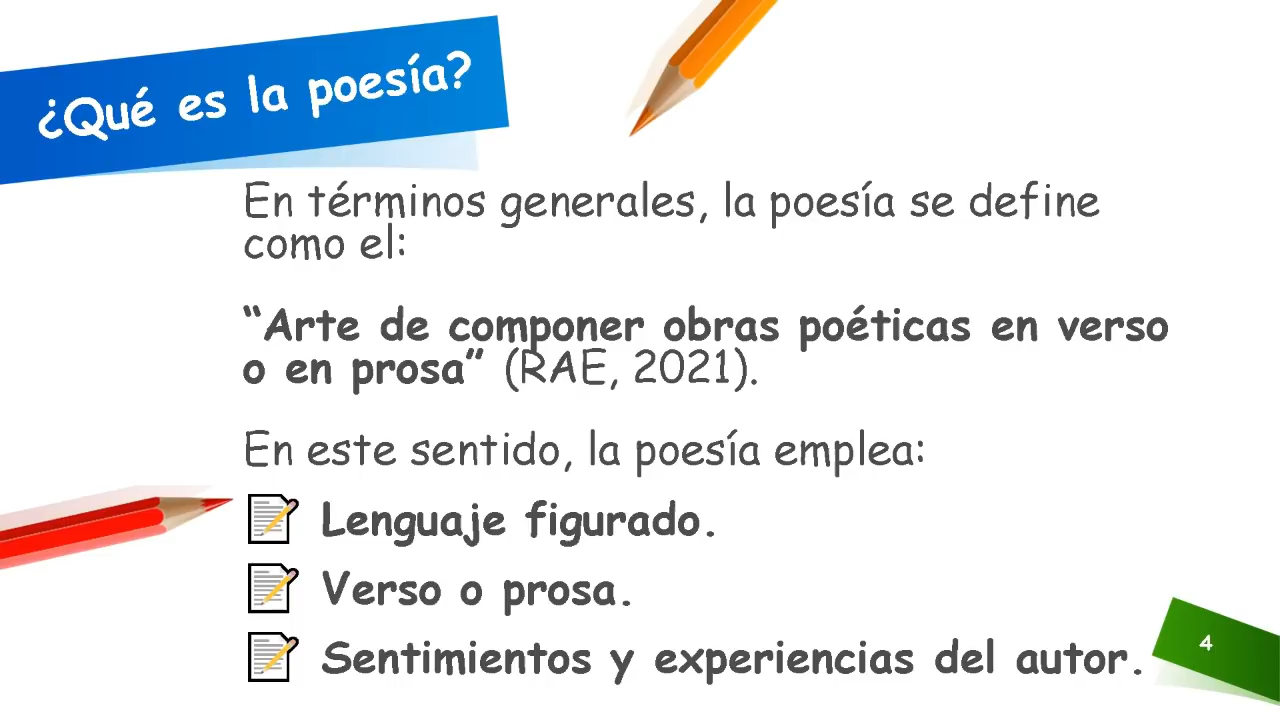 ¿Qué es la poesía?
En términos generales, la poesía se define
como el:
“Arte de componer obras poéticas en verso
o en prosa” (RAE, 2021).
En este sentido, la poesía emplea:
Lenguaje figurado.
Verso o prosa.
Sentimientos y experiencias del autor.
4